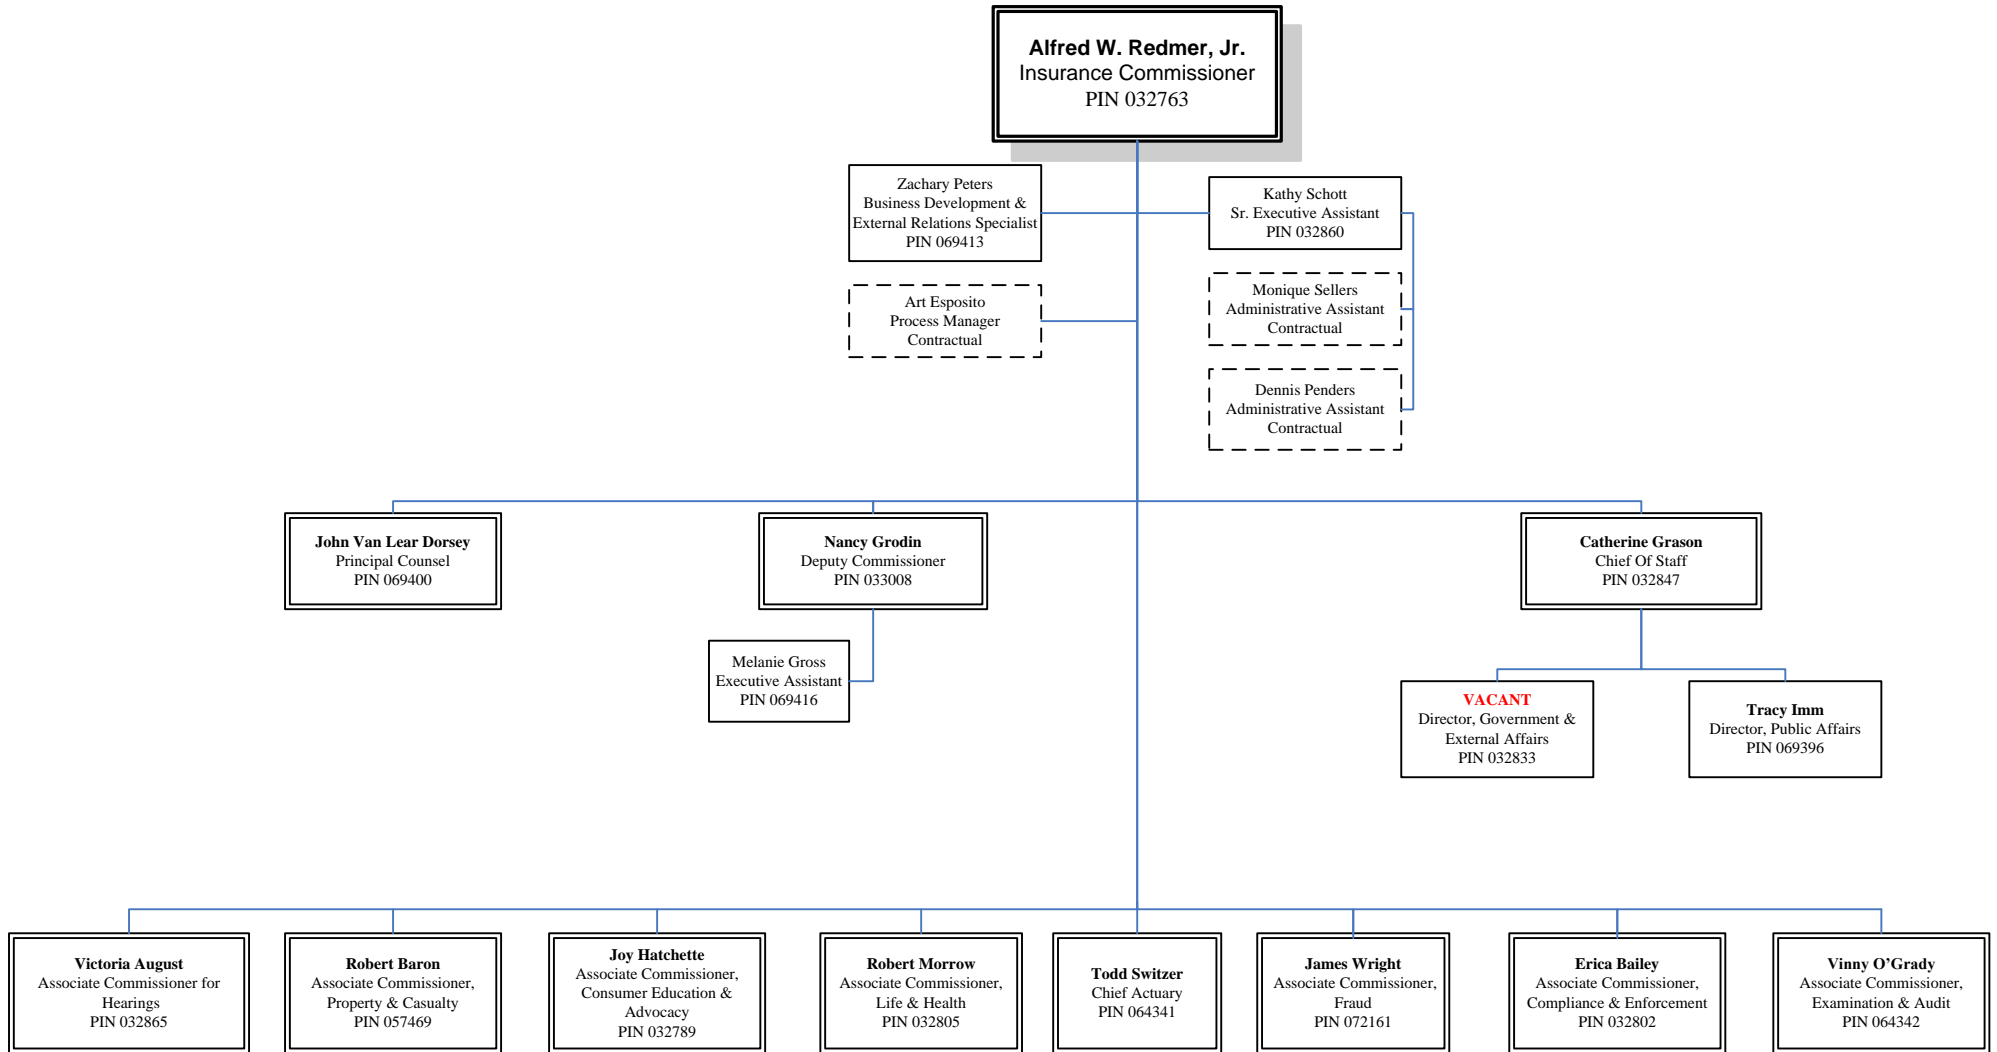 Alfred W. Redmer, Jr.
Insurance Commissioner
PIN 032763
Zachary Peters
Business Development &
External Relations Specialist
PIN 069413
Kathy Schott
Sr. Executive Assistant
PIN 032860
Art Esposito
Process Manager
Contractual
Monique Sellers
Administrative Assistant
Contractual
Dennis Penders
Administrative Assistant
Contractual
John Van Lear Dorsey
Principal Counsel
PIN 069400
Nancy Grodin
Deputy Commissioner
PIN 033008
Catherine Grason
Chief Of Staff
PIN 032847
Melanie Gross
Executive Assistant
PIN 069416
VACANT
Director, Government &
External Affairs
PIN 032833
Tracy Imm
Director, Public Affairs
PIN 069396
Victoria August
Associate Commissioner for
Hearings
PIN 032865
Robert Baron
Associate Commissioner,
Property & Casualty
PIN 057469
Joy Hatchette
Associate Commissioner,
Consumer Education &
Advocacy
PIN 032789
Robert Morrow
Associate Commissioner,
Life & Health
PIN 032805
Todd Switzer
Chief Actuary
PIN 064341
James Wright
Associate Commissioner,
Fraud
PIN 072161
Erica Bailey
Associate Commissioner,
Compliance & Enforcement
PIN 032802
Vinny O’Grady
Associate Commissioner,
Examination & Audit
PIN 064342